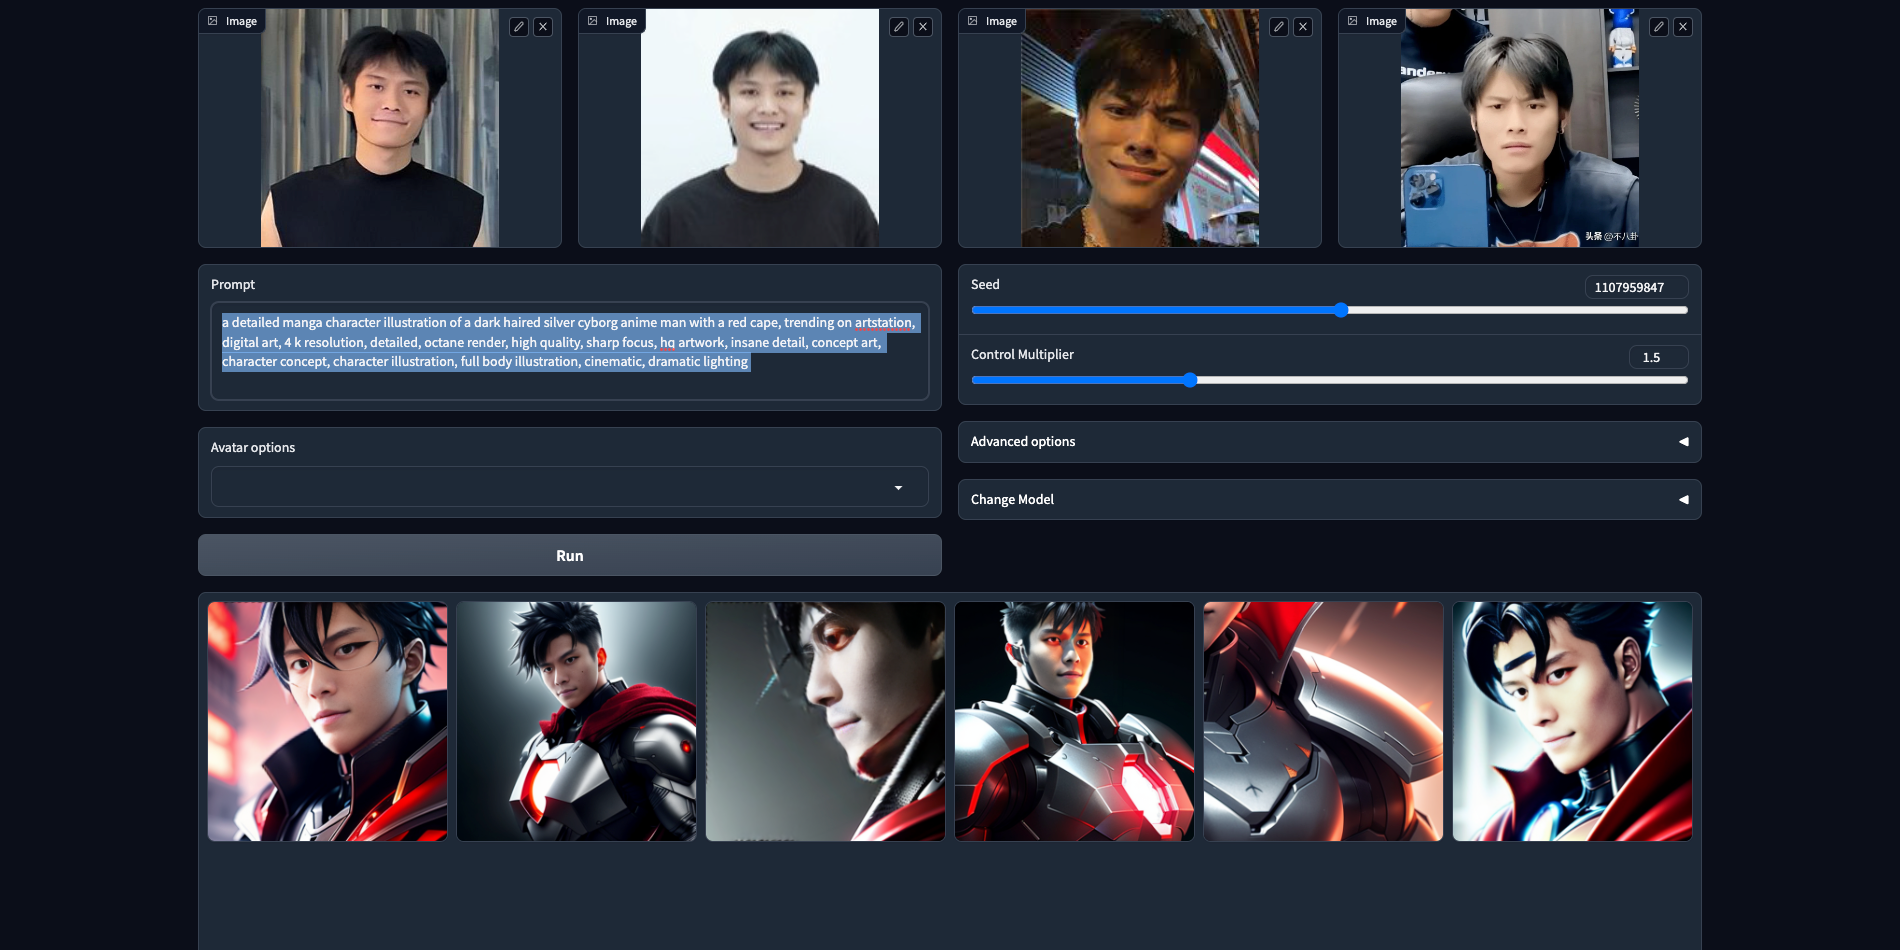 Image
Image
Image
Image
ande
头条 @不八卦
Prompt
a detailed manga character illustration of a dark haired silver cyborg anime man with a red cape, trending on artstation,
digital art, 4 k resolution, detailed, octane render, high quality, sharp focus, hq artwork, insane detail, concept art,
character concept, character illustration, full body illustration, cinematic, dramatic lighting
Seed
1107959847
Control Multiplier
1.5
Avatar options
Advanced options
Change Model
Run